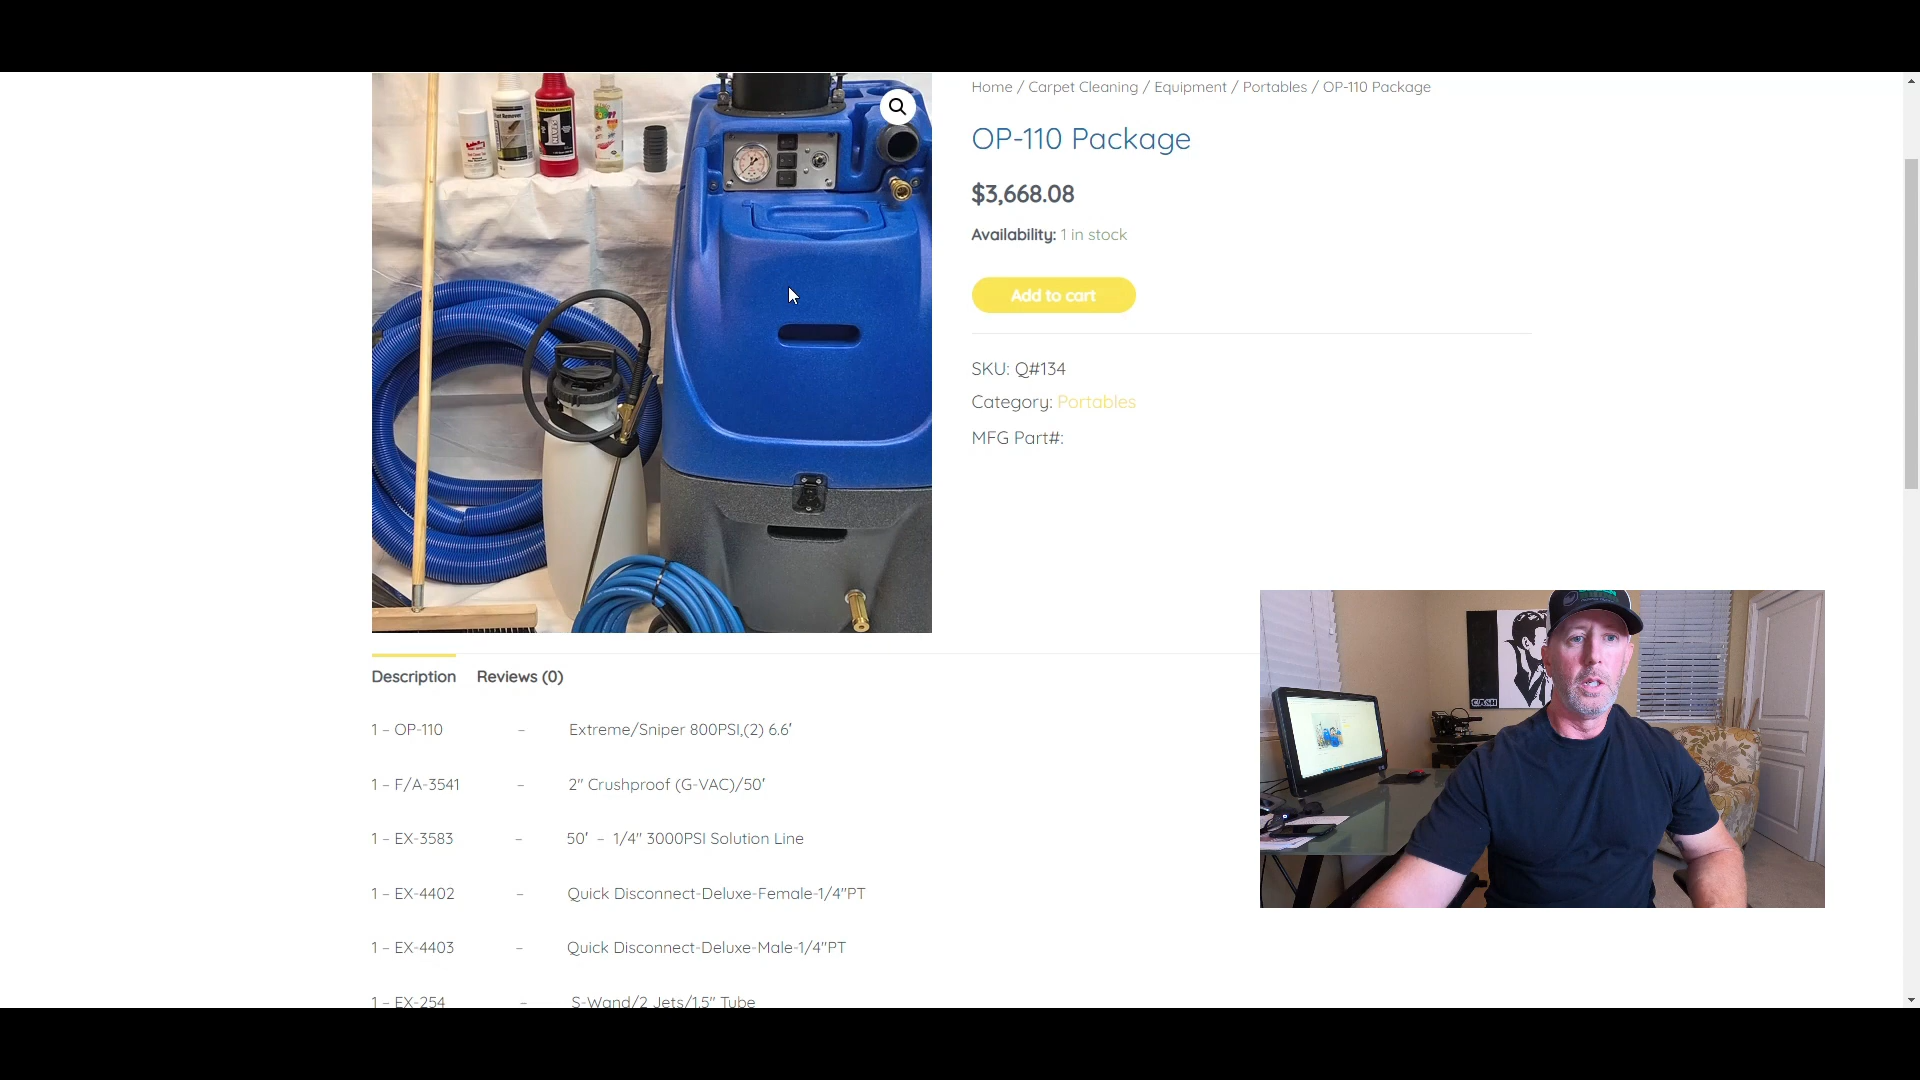 Home / Carpet Cleaning / Equipment / Portables / OP-110 Package
OP-110 Package
$3,668.08
Availability: 1 in stock
Add to cart
SKU: Q#134
Category: Portables
MFG Part#:
Description
Reviews (0)
1 – OP-110 – Extreme/Sniper 800PSI,(2) 6.6′
1 – F/A-3541 – 2″ Crushproof (G-VAC)/50′
1 – EX-3583 – 50′ – 1/4″ 3000PSI Solution Line
1 – EX-4402 – Quick Disconnect-Deluxe-Female-1/4″PT
1 – EX-4403 – Quick Disconnect-Deluxe-Male-1/4″PT
1 – EX-254 – S-Wand/2 Jets/1.5″ Tube
CASH